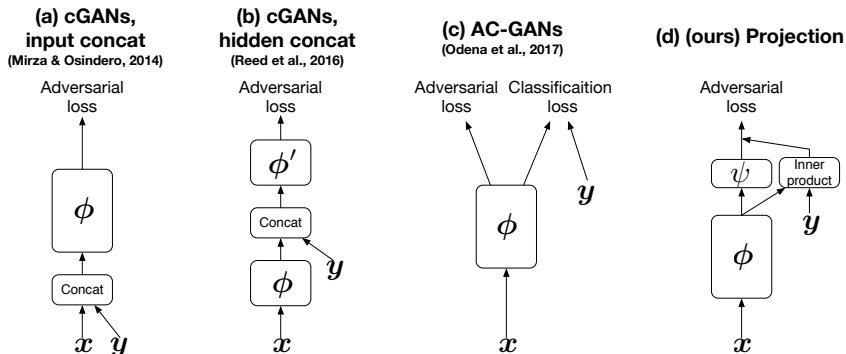 (a) cGANs,
input concat
(Mirza & Osindero, 2014)
Adversarial
loss
ϕ
Concat
x y
(b) cGANs,
hidden concat
(Reed et al., 2016)
Adversarial
loss
ϕ′
Concat
y
ϕ
x
(c) AC-GANs
(Odena et al., 2017)
Adversarial
loss
Classificaition
loss
y
ϕ
x
(d) (ours) Projection
Adversarial
loss
ψ
Inner
product
y
ϕ
x